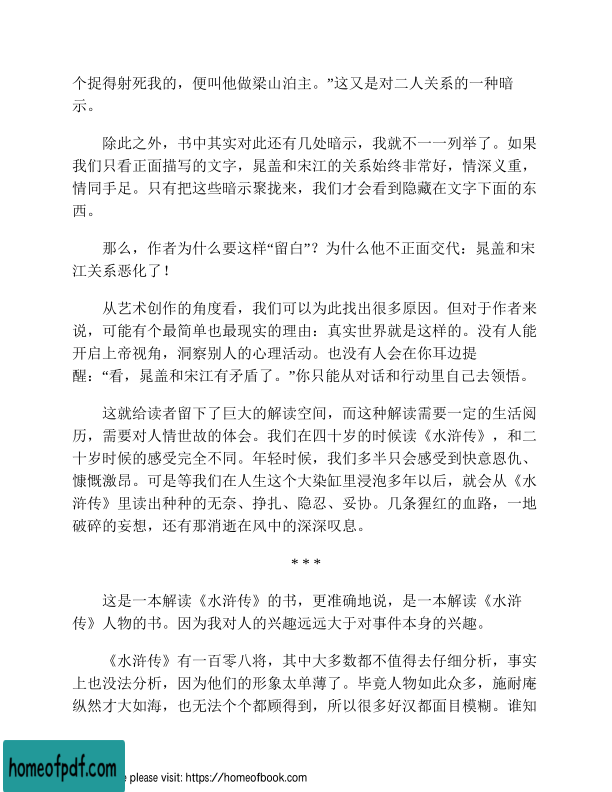 个捉得射死我的，便叫他做梁山泊主。”这又是对二人关系的一种暗
示。
除此之外，书中其实对此还有几处暗示，我就不一一列举了。如果
我们只看正面描写的文字，晁盖和宋江的关系始终非常好，情深义重，
情同手足。只有把这些暗示聚拢来，我们才会看到隐藏在文字下面的东
西。
那么，作者为什么要这样“留白”？为什么他不正面交代：晁盖和宋
江关系恶化了！
从艺术创作的角度看，我们可以为此找出很多原因。但对于作者来
说，可能有个最简单也最现实的理由：真实世界就是这样的。没有人能
开启上帝视角，洞察别人的心理活动。也没有人会在你耳边提
醒：“看，晁盖和宋江有矛盾了。”你只能从对话和行动里自己去领悟。
这就给读者留下了巨大的解读空间，而这种解读需要一定的生活阅
历，需要对人情世故的体会。我们在四十岁的时候读《水浒传》，和二
十岁时候的感受完全不同。年轻时候，我们多半只会感受到快意恩仇、
慷慨激昂。可是等我们在人生这个大染缸里浸泡多年以后，就会从《水
浒传》里读出种种的无奈、挣扎、隐忍、妥协。几条猩红的血路，一地
破碎的妄想，还有那消逝在风中的深深叹息。
* * *
这是一本解读《水浒传》的书，更准确地说，是一本解读《水浒
传》人物的书。因为我对人的兴趣远远大于对事件本身的兴趣。
《水浒传》有一百零八将，其中大多数都不值得去仔细分析，事实
上也没法分析，因为他们的形象太单薄了。毕竟人物如此众多，施耐庵
纵然才大如海，也无法个个都顾得到，所以很多好汉都面目模糊。谁知
homeofpdf.com
e please visit: https://homeofbook.com